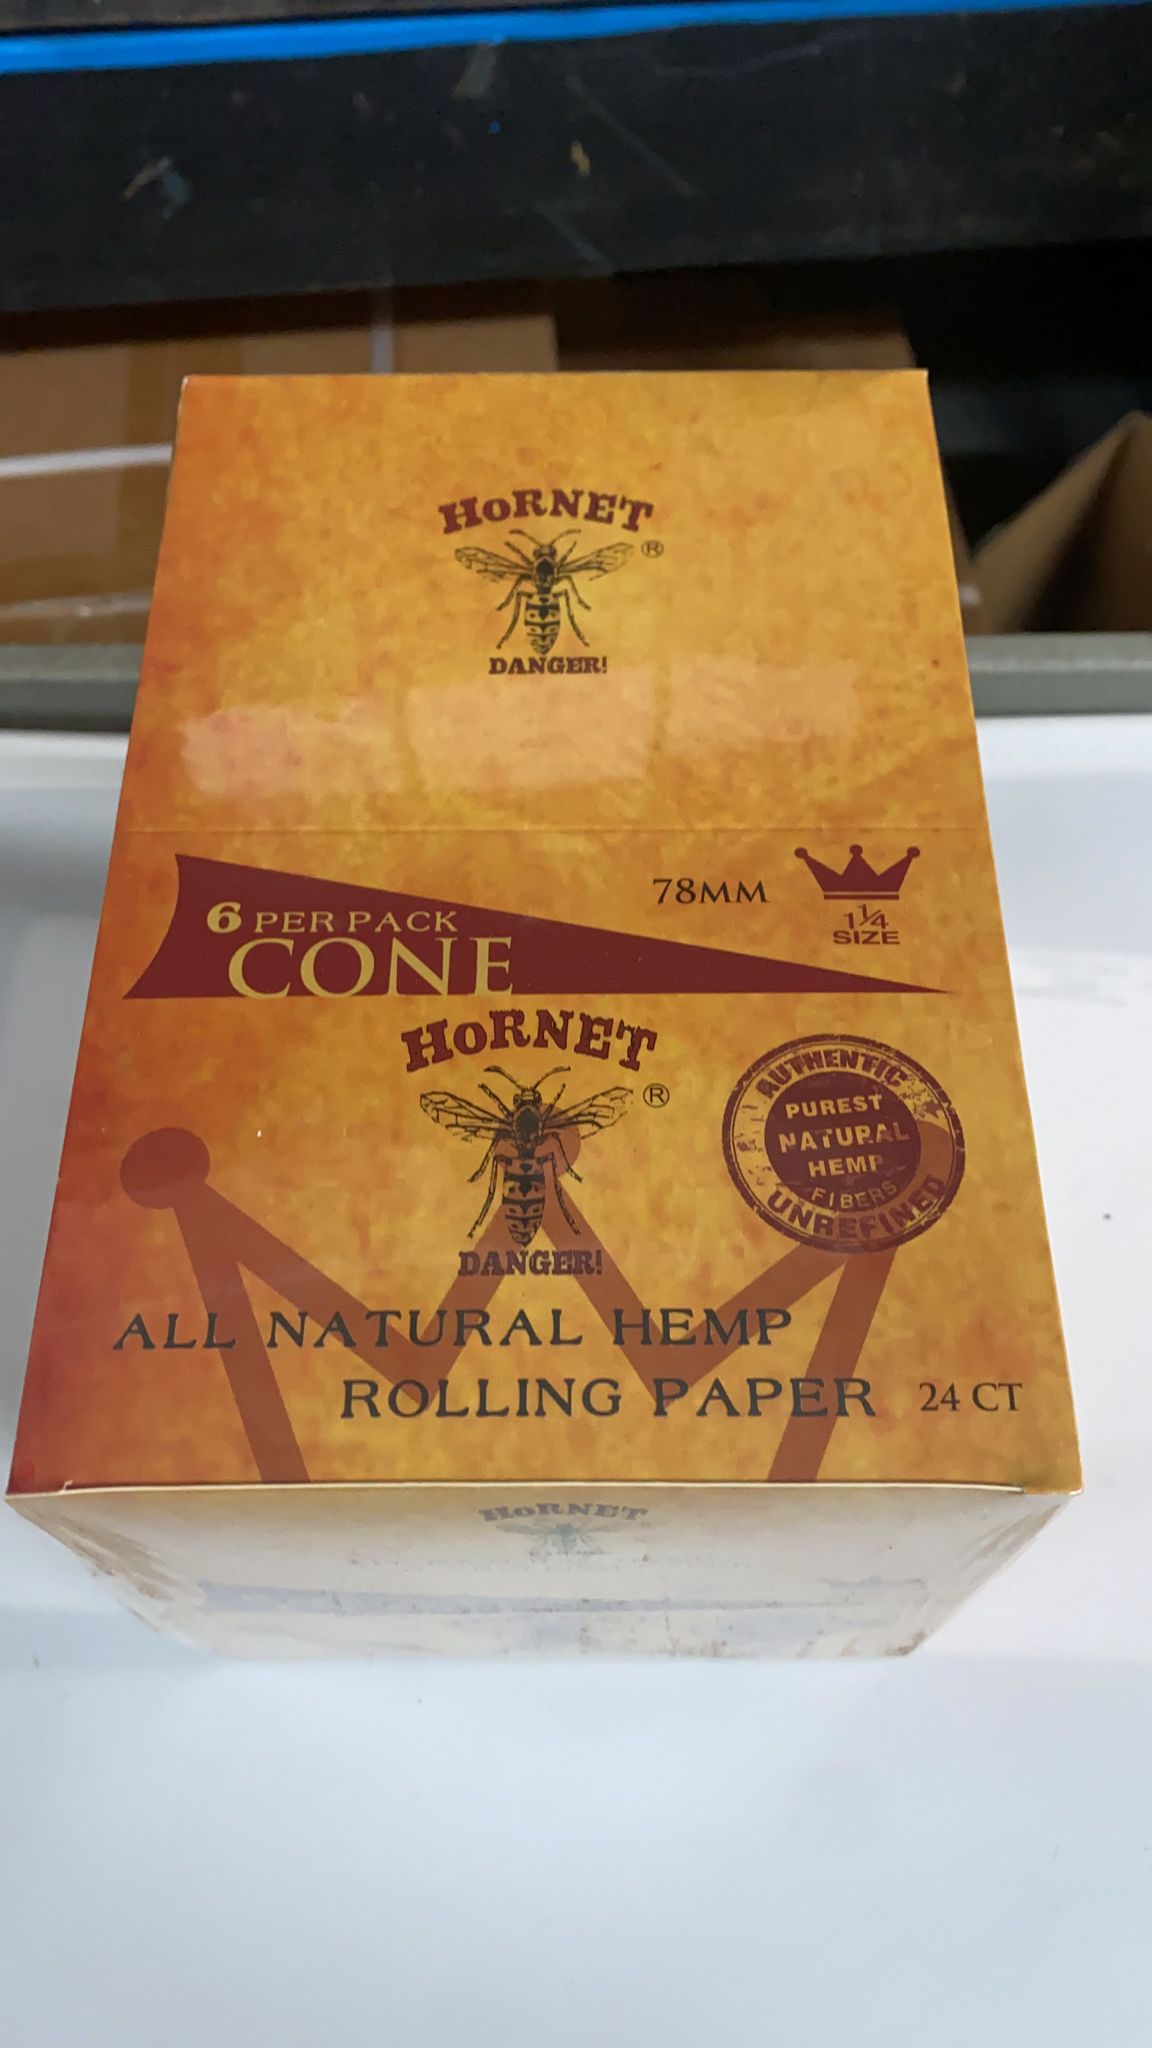 HoRNET
®
DANGER!
78MM
6 PER PACK
CONE
1¼
SIZE
HoRNET
®
DANGER!
AUTHENTIC
PUREST
NATURAL
HEMP
FIBERS
UNREFINED
ALL NATURAL HEMP
ROLLING PAPER
24 CT
HoRNET